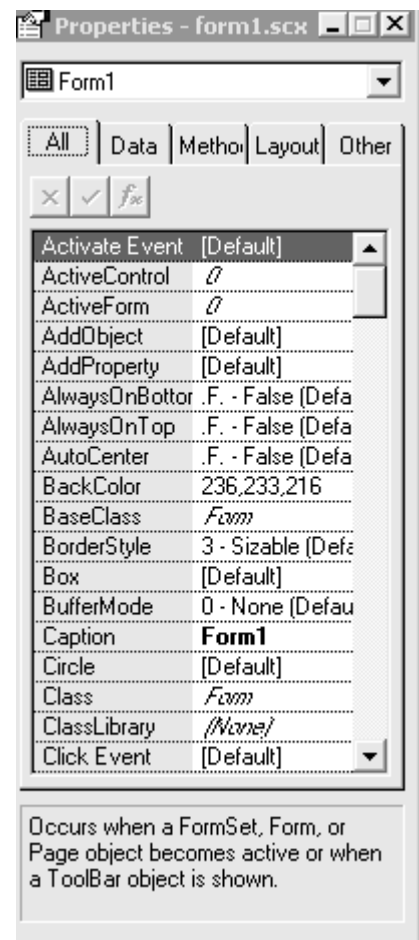 Properties - form1.scx
Form1
All Data Metho Layout Other
Activate Event [Default]
ActiveControl ()
ActiveForm ()
AddObject [Default]
AddProperty [Default]
AlwaysOnBottor .F. - False (Defa
AlwaysOnTop .F. - False (Defa
AutoCenter .F. - False (Defa
BackColor 236,233,216
BaseClass Form
BorderStyle 3 - Sizable (Defa
Box [Default]
BufferMode 0 - None (Defau
Caption Form1
Circle [Default]
Class Form
ClassLibrary (None)
Click Event [Default]
Occurs when a FormSet, Form, or
Page object becomes active or when
a ToolBar object is shown.